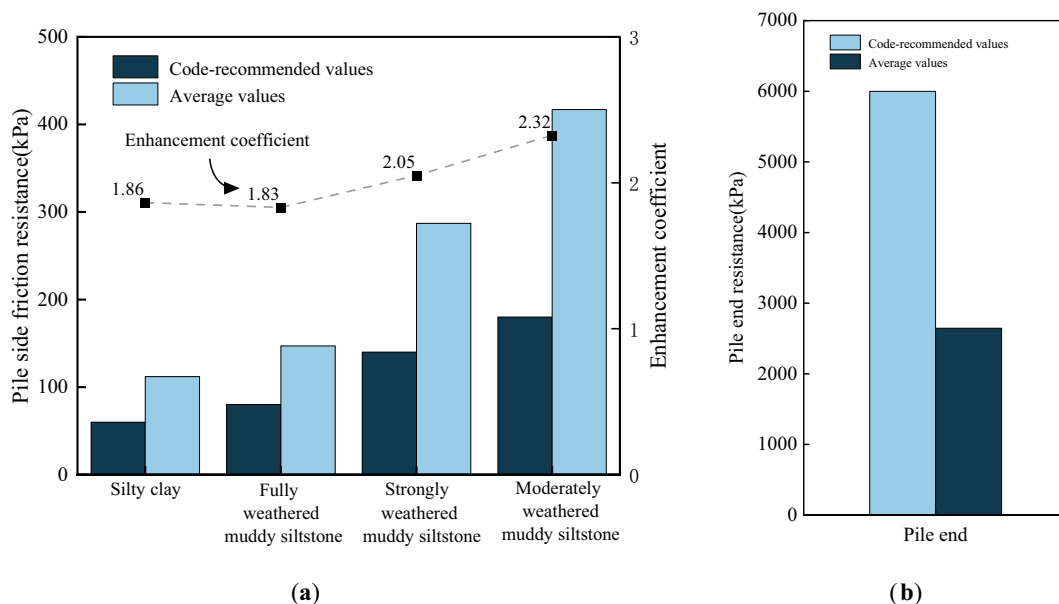 500
400
300
200
100
0
Pile side friction resistance(kPa)
Code-recommended values
Average values
Enhancement coefficient
1.86
1.83
2.05
2.32
3
2
1
0
Enhancement coefficient
Silty clay
Fully
weathered
muddy siltstone
Strongly
weathered
muddy siltstone
Moderately
weathered
muddy siltstone
(a)
7000
6000
5000
4000
3000
2000
1000
0
Pile end resistance(kPa)
Code-recommended values
Average values
Pile end
(b)